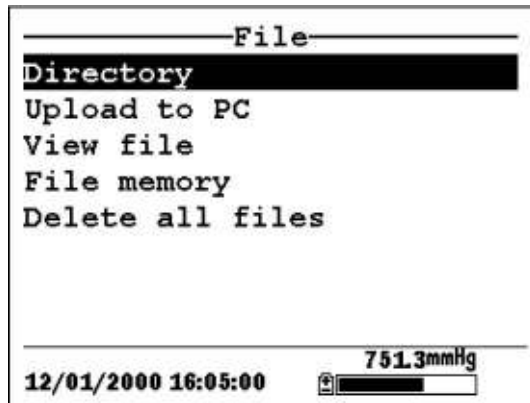 File
Directory
Upload to PC
View file
File memory
Delete all files
751.3mmHg
12/01/2000 16:05:00